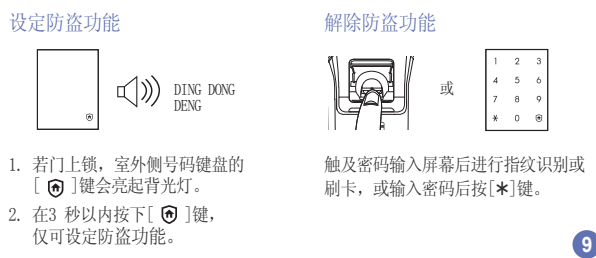 设定防盗功能
DING DONG
DENG
1. 若门上锁，室外侧号码键盘的
[ ]键会亮起背光灯。
2. 在3 秒以内按下[ ]键，
仅可设定防盗功能。
解除防盗功能
或
1 2 3
4 5 6
7 8 9
* 0
触及密码输入屏幕后进行指纹识别或
刷卡，或输入密码后按[*]键。
9